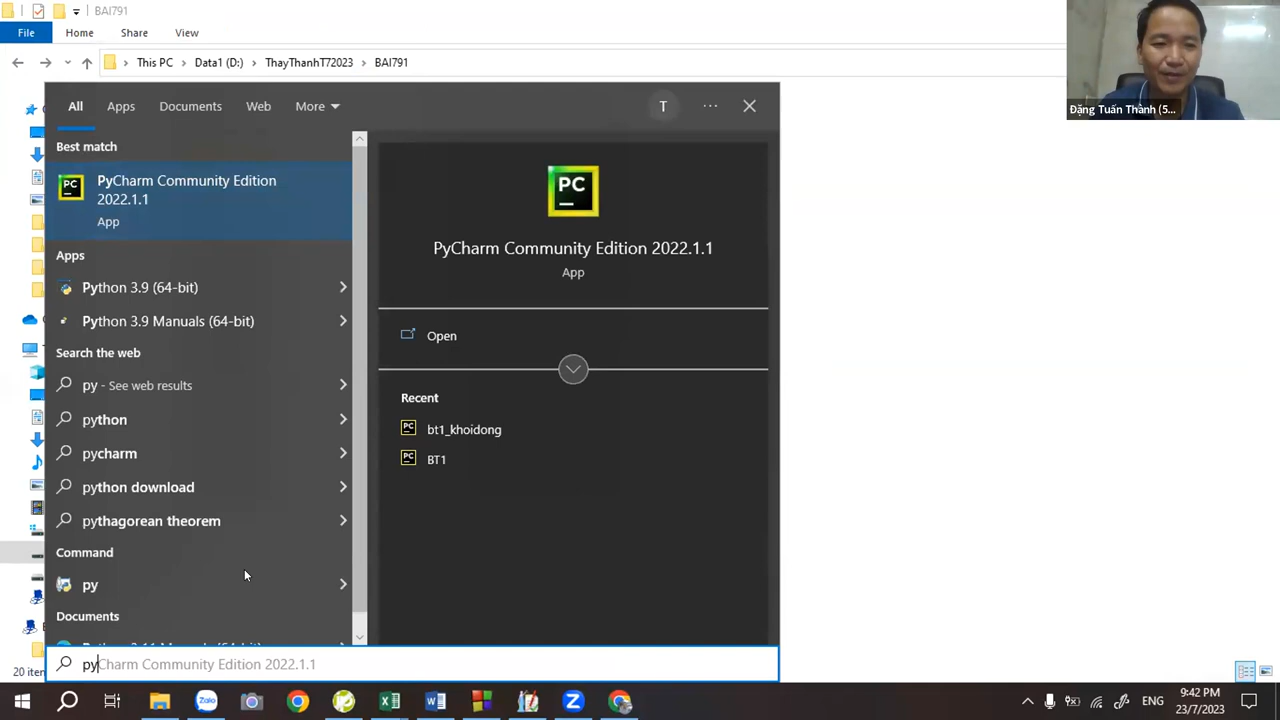 BAI791
File Home Share View
This PC Data1 (D:) ThayThanhT72023 BAI791
Đặng Tuấn Thành (5...
All Apps Documents Web More T ...
Best match
PyCharm Community Edition
2022.1.1
App
Apps
Python 3.9 (64-bit)
Python 3.9 Manuals (64-bit)
Search the web
py - See web results
python
pycharm
python download
pythagorean theorem
Command
py
Documents
PC
PyCharm Community Edition 2022.1.1
App
Open
Recent
bt1_khoidong
BT1
pyCharm Community Edition 2022.1.1
20 iten
Zalo
ENG
9:42 PM
23/7/2023